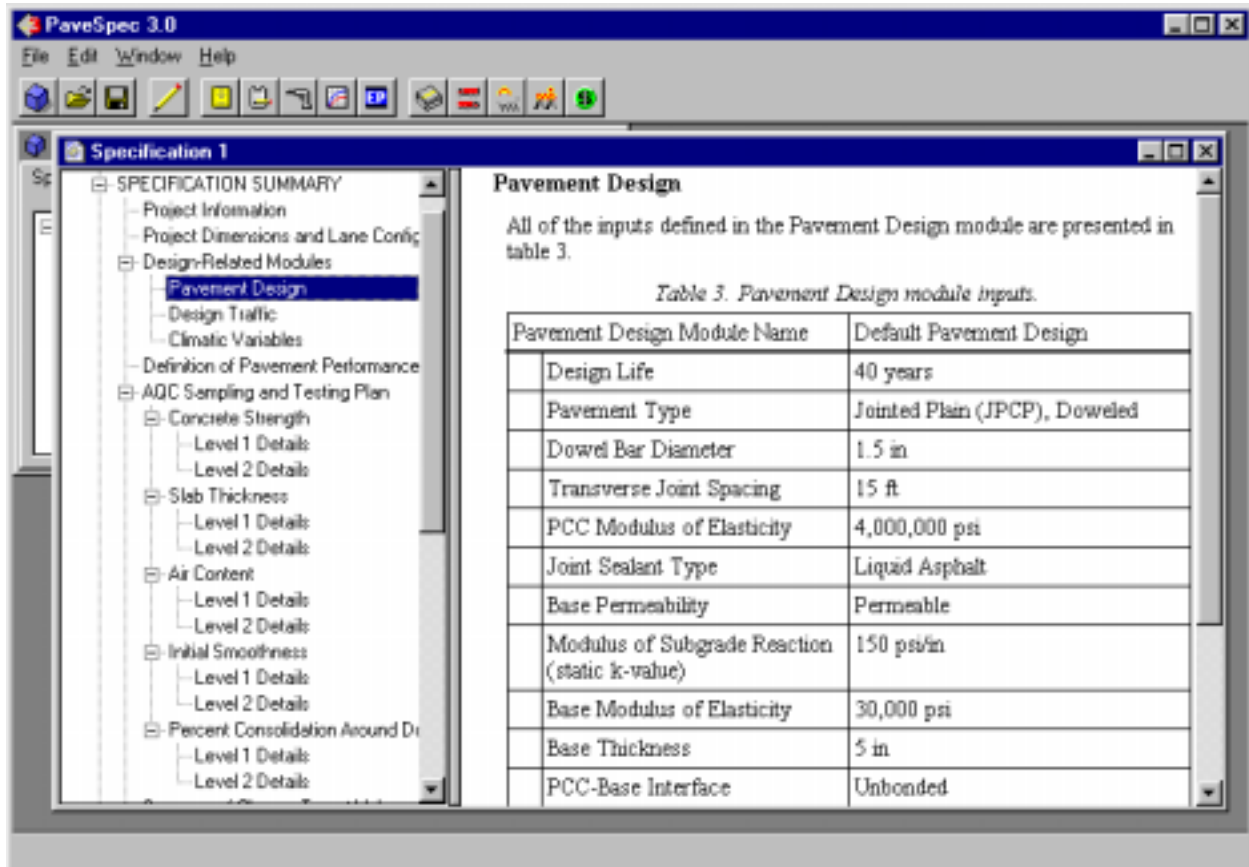 PaveSpec 3.0
File Edit Window Help
EP
Specification 1
Sp
SPECIFICATION SUMMARY
Project Information
Project Dimensions and Lane Config
Design-Related Modules
Pavement Design
Design Traffic
Climatic Variables
Definition of Pavement Performance
AQC Sampling and Testing Plan
Concrete Strength
Level 1 Details
Level 2 Details
Slab Thickness
Level 1 Details
Level 2 Details
Air Content
Level 1 Details
Level 2 Details
Initial Smoothness
Level 1 Details
Level 2 Details
Percent Consolidation Around Do
Level 1 Details
Level 2 Details
Pavement Design
All of the inputs defined in the Pavement Design module are presented in
table 3.
Table 3. Pavement Design module inputs.
Pavement Design Module Name Default Pavement Design
Design Life 40 years
Pavement Type Jointed Plain (JPCP), Doweled
Dowel Bar Diameter 1.5 in
Transverse Joint Spacing 15 ft
PCC Modulus of Elasticity 4,000,000 psi
Joint Sealant Type Liquid Asphalt
Base Permeability Permeable
Modulus of Subgrade Reaction 150 psi/in
(static k-value)
Base Modulus of Elasticity 30,000 psi
Base Thickness 5 in
PCC-Base Interface Unbonded